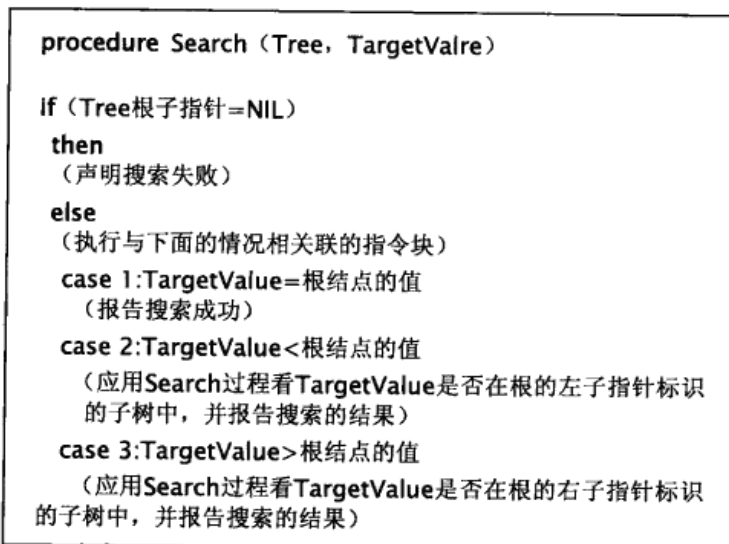 procedure Search（Tree，TargetValre）
if（Tree根子指针=NIL）
then
（声明搜索失败）
else
（执行与下面的情况相关联的指令块）
case 1:TargetValue=根结点的值
（报告搜索成功）
case 2:TargetValue<根结点的值
（应用Search过程看TargetValue是否在根的左子指针标识
的子树中，并报告搜索的结果）
case 3:TargetValue>根结点的值
（应用Search过程看TargetValue是否在根的右子指针标识
的子树中，并报告搜索的结果）